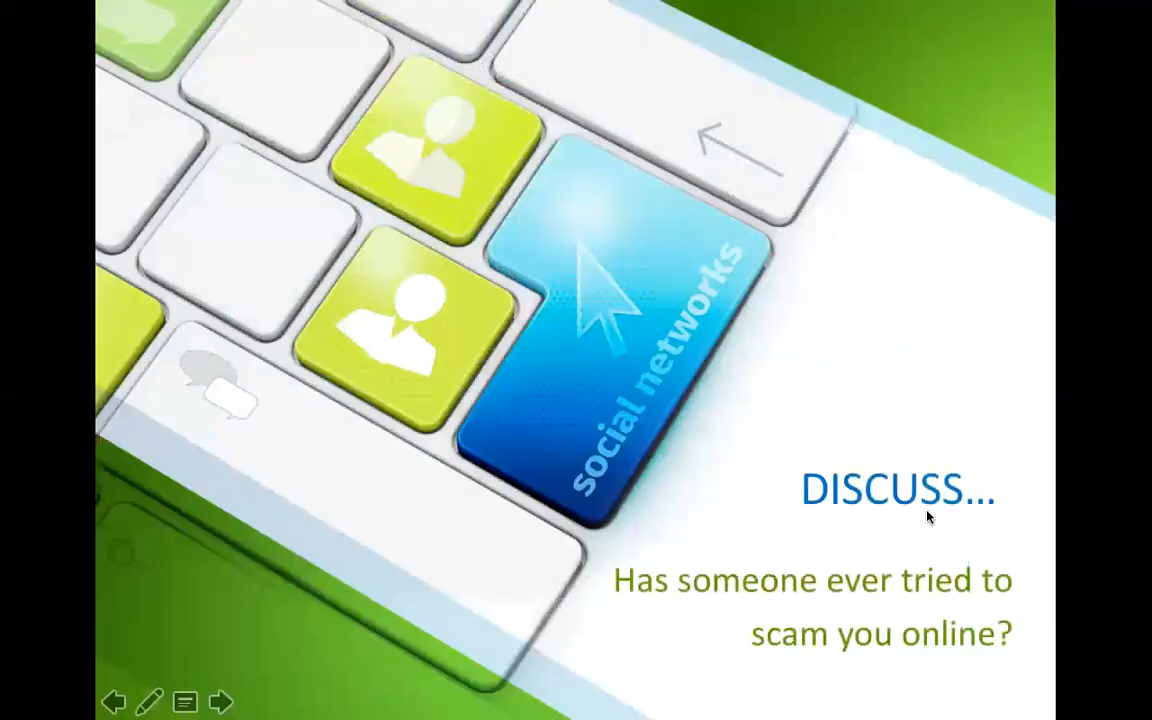 social networks
DISCUSS...
Has someone ever tried to
scam you online?